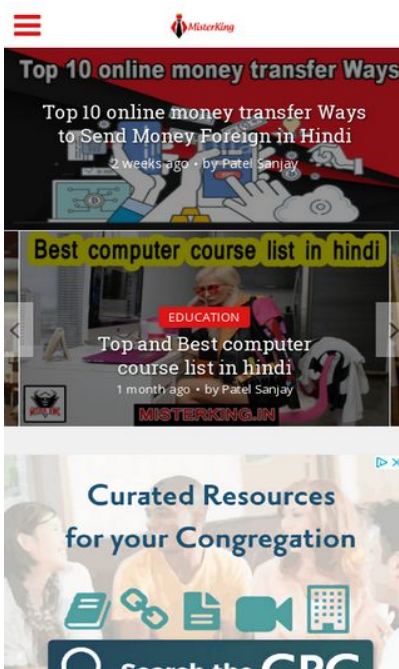 MisterKing
Top 10 online money transfer Ways
Top 10 online money transfer Ways
to Send Money Foreign in Hindi
2 weeks ago • by Patel Sanjay
Best computer course list in hindi
EDUCATION
Top and Best computer
course list in hindi
1 month ago • by Patel Sanjay
MISTERKING.IN
Curated Resources
for your Congregation
Search the CRG